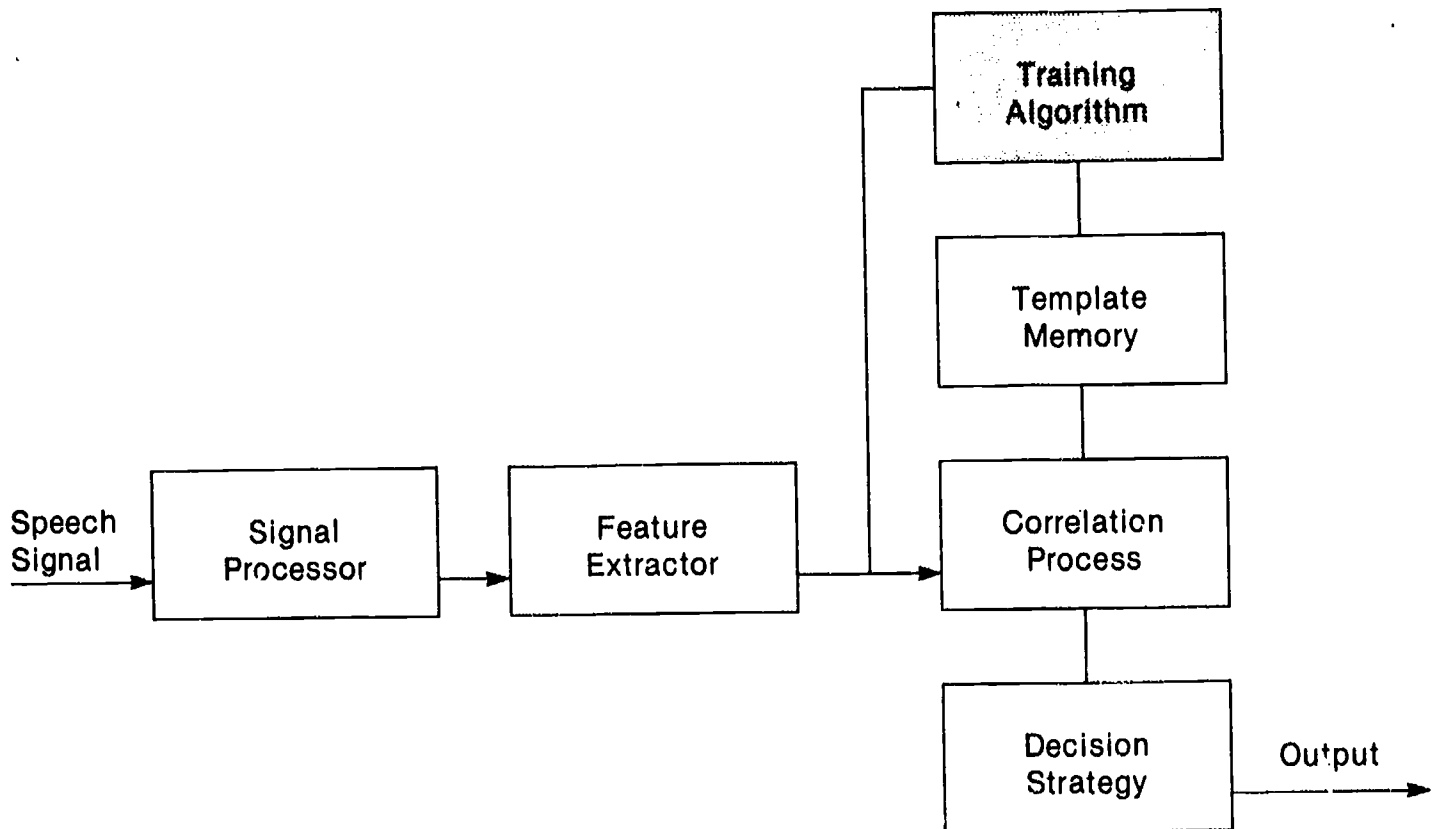 Training
Algorithm
Template
Memory
Speech
Signal
Signal
Processor
Feature
Extractor
Correlation
Process
Decision
Strategy
Output